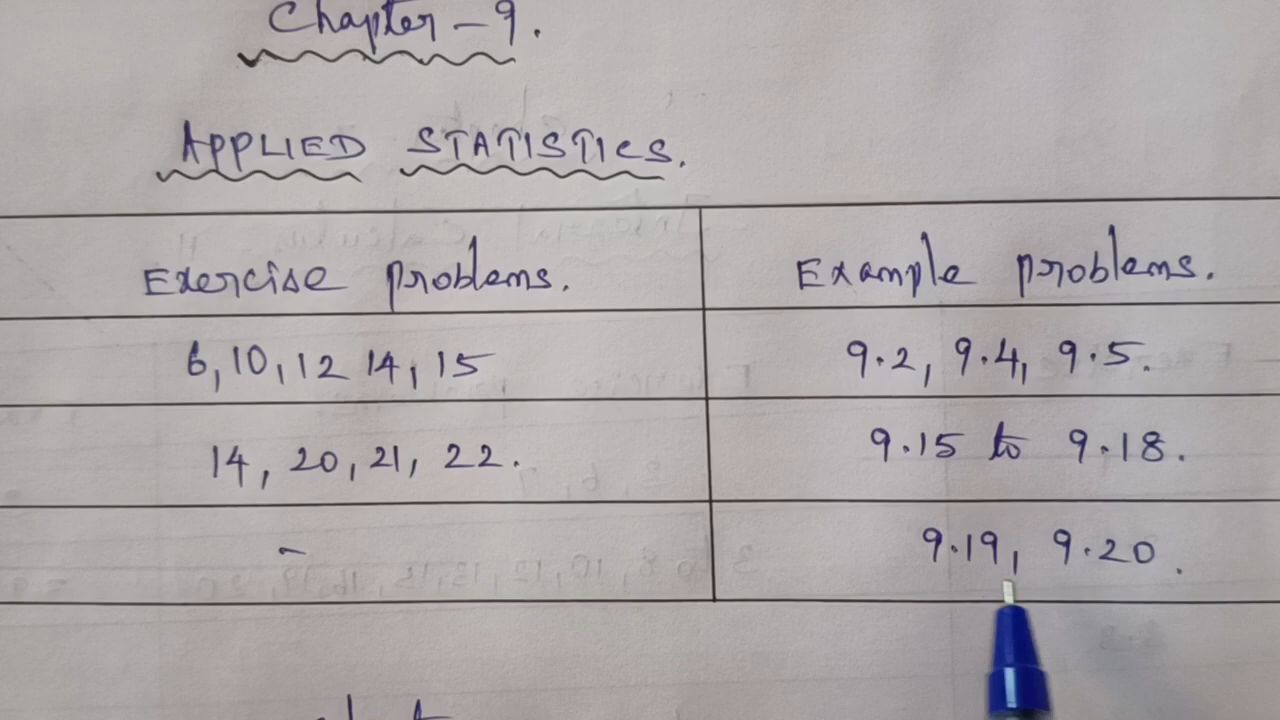 Chapter - 9.
APPLIED STATISTICS.
Exercise problems. Example problems.
6, 10, 12 14, 15 9.2, 9.4, 9.5.
14, 20, 21, 22. 9.15 to 9.18.
- 9.19, 9.20.